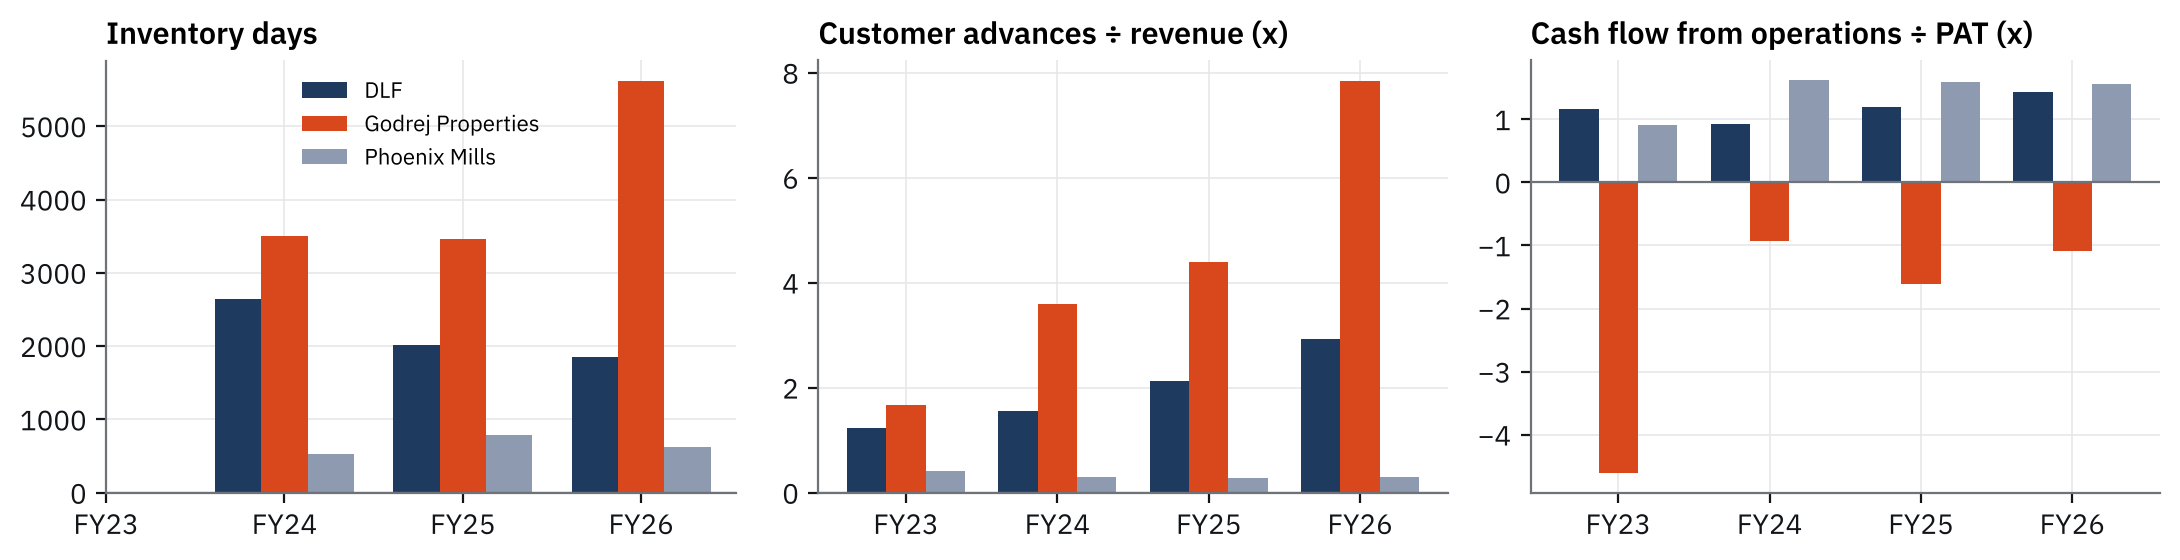 Inventory days
DLF
Godrej Properties
Phoenix Mills
5000
4000
3000
2000
1000
0
FY23 FY24 FY25 FY26
Customer advances ÷ revenue (x)
8
6
4
2
0
FY23 FY24 FY25 FY26
Cash flow from operations ÷ PAT (x)
1
0
−1
−2
−3
−4
FY23 FY24 FY25 FY26